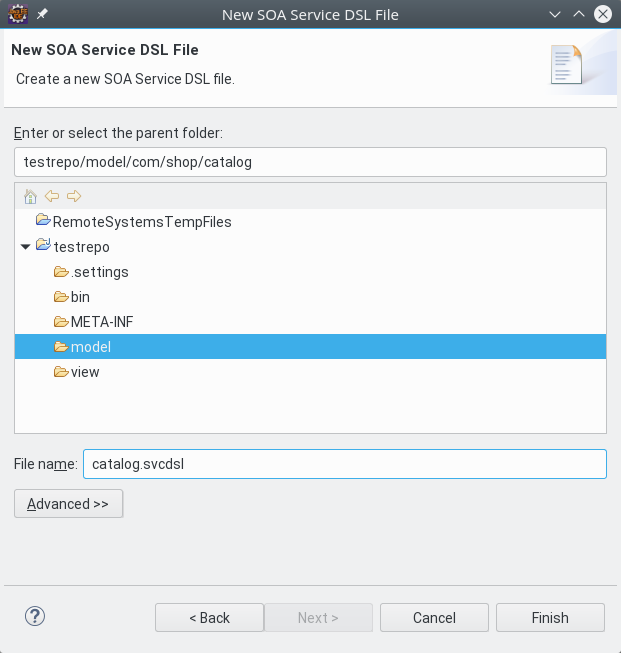 New SOA Service DSL File
New SOA Service DSL File
Create a new SOA Service DSL file.
Enter or select the parent folder:
testrepo/model/com/shop/catalog
RemoteSystemsTempFiles
testrepo
.settings
bin
META-INF
model
view
File name: catalog.svcdsl
Advanced >>
? < Back Next > Cancel Finish